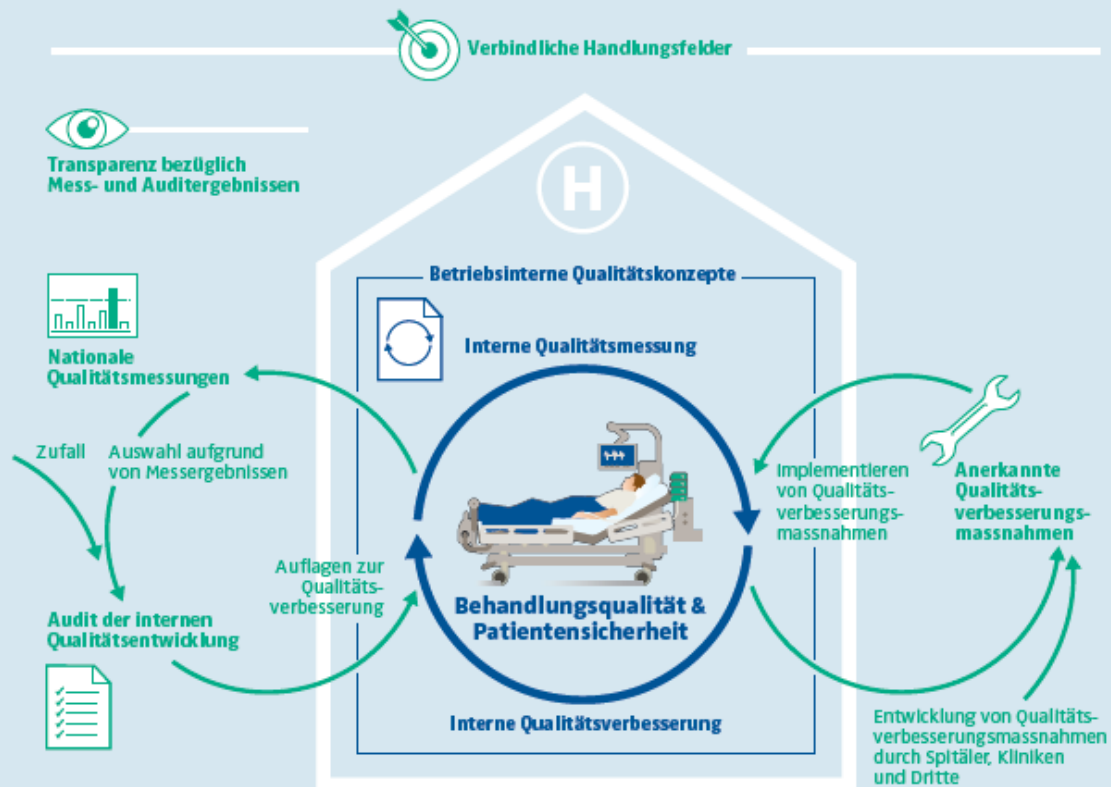 Verbindliche Handlungsfelder
Transparenz bezüglich
Mess- und Auditergebnissen
H
Betriebsinterne Qualitätskonzepte
Interne Qualitätsmessung
Nationale
Qualitätsmessungen
Zufall
Auswahl aufgrund
von Messergebnissen
Implementieren
von Qualitäts-
verbesserungs-
massnahmen
Anerkannte
Qualitäts-
verbesserungs-
massnahmen
Auflagen zur
Qualitäts-
verbesserung
Behandlungsqualität &
Patientensicherheit
Audit der internen
Qualitätsentwicklung
Interne Qualitätsverbesserung
Entwicklung von Qualitäts-
verbesserungsmassnahmen
durch Spitäler, Kliniken
und Dritte